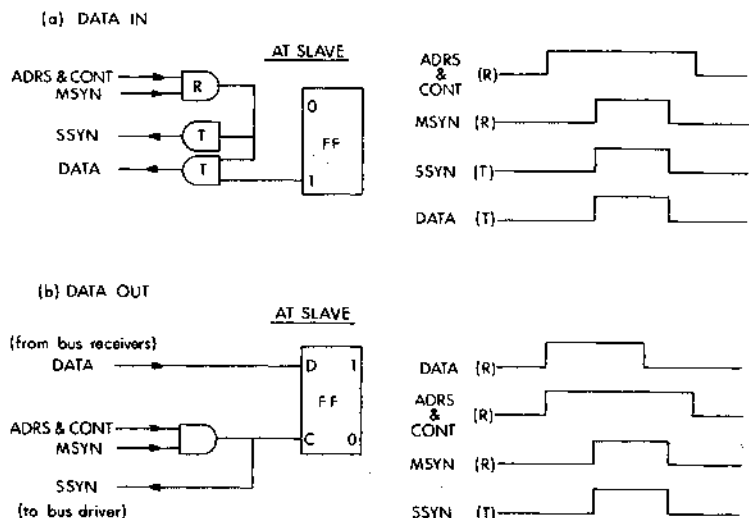 (a) DATA IN
AT SLAVE
ADRS & CONT
MSYN
R
SSYN
T
DATA
T
0
FF
1
ADRS
&
CONT
(R)
MSYN (R)
SSYN (T)
DATA (T)
(b) DATA OUT
AT SLAVE
(from bus receivers)
DATA
D 1
FF
ADRS & CONT
MSYN
C 0
SSYN
(to bus driver)
DATA (R)
ADRS
&
CONT
(R)
MSYN (R)
SSYN (T)